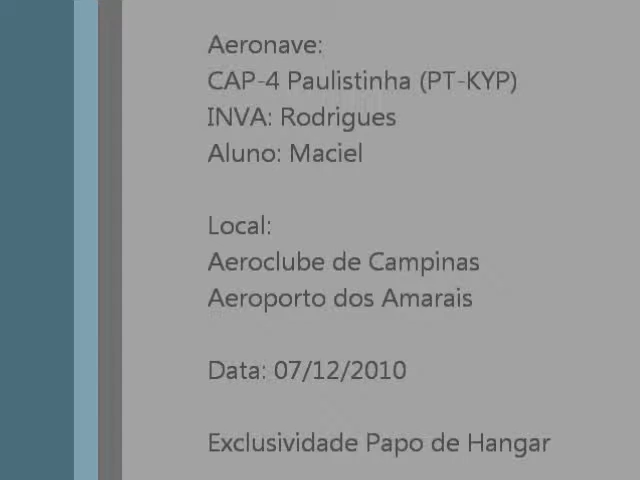 Aeronave:
CAP-4 Paulistinha (PT-KYP)
INVA: Rodrigues
Aluno: Maciel
Local:
Aeroclube de Campinas
Aeroporto dos Amarais
Data: 07/12/2010
Exclusividade Papo de Hangar